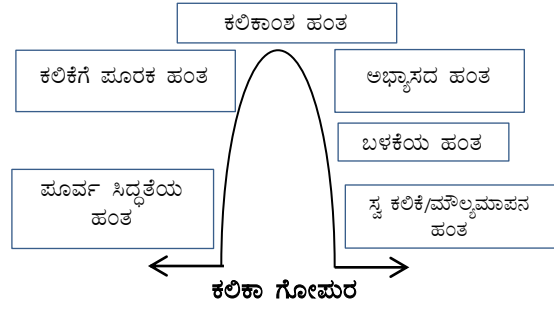 ಕಲಿಕಾಂಶ ಹಂತ
ಕಲಿಕೆಗೆ ಪೂರಕ ಹಂತ
ಅಭ್ಯಾಸದ ಹಂತ
ಬಳಕೆಯ ಹಂತ
ಪೂರ್ವ ಸಿದ್ಧತೆಯ
ಹಂತ
ಸ್ವ ಕಲಿಕೆ/ಮೌಲ್ಯಮಾಪನ
ಹಂತ
ಕಲಿಕಾ ಗೋಪುರ